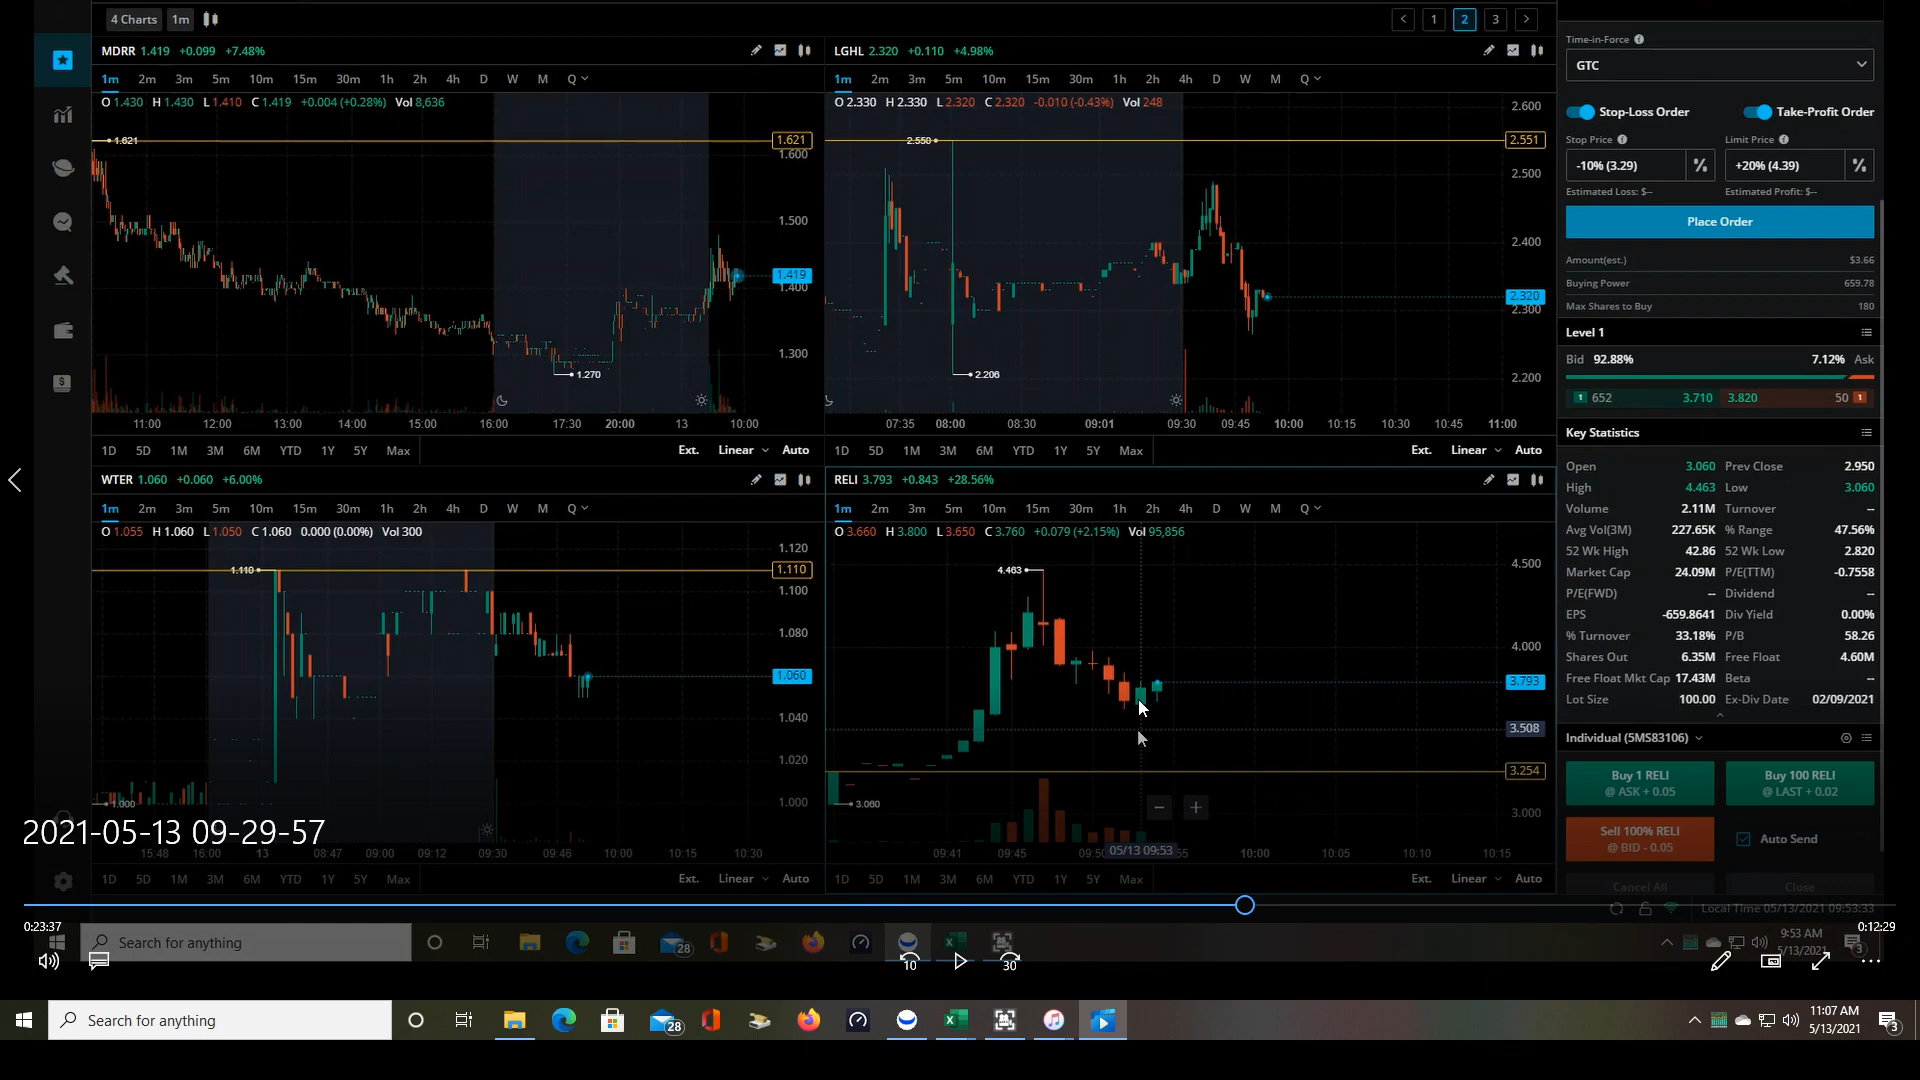 4 Charts 1m < 1 2 3 >
MDRR 1.419 +0.099 +7.48%
1m 2m 3m 5m 10m 15m 30m 1h 2h 4h D W M Q
O 1.430 H 1.430 L 1.410 C 1.419 +0.004 (+0.28%) Vol 8,636
1.621
1.621
1.600
1.500
1.419
1.400
1.300
1.270
11:00 12:00 13:00 14:00 15:00 16:00 17:30 20:00 13 10:00
1D 5D 1M 3M 6M YTD 1Y 5Y Max Ext. Linear Auto
LGHL 2.320 +0.110 +4.98%
1m 2m 3m 5m 10m 15m 30m 1h 2h 4h D W M Q
O 2.330 H 2.330 L 2.320 C 2.320 -0.010 (-0.43%) Vol 248
2.600
2.550
2.551
2.500
2.400
2.320
2.300
2.206
2.200
07:35 08:00 08:30 09:01 09:30 09:45 10:00 10:15 10:30 10:45 11:00
1D 5D 1M 3M 6M YTD 1Y 5Y Max Ext. Linear Auto
WTER 1.060 +0.060 +6.00%
1m 2m 3m 5m 10m 15m 30m 1h 2h 4h D W M Q
O 1.055 H 1.060 L 1.050 C 1.060 0.000 (0.00%) Vol 300
1.120
1.110
1.110
1.100
1.080
1.060
1.040
1.020
1.000
1.000
15:48 16:00 13 08:47 09:00 09:12 09:30 09:46 10:00 10:15 10:30
1D 5D 1M 3M 6M YTD 1Y 5Y Max Ext. Linear Auto
RELI 3.793 +0.843 +28.56%
1m 2m 3m 5m 10m 15m 30m 1h 2h 4h D W M Q
O 3.660 H 3.800 L 3.650 C 3.760 +0.079 (+2.15%) Vol 95,856
4.500
4.463
4.000
3.793
3.508
3.254
3.060
3.000
09:41 09:45 05/13 09:53 10:00 10:05 10:10 10:15
1D 5D 1M 3M 6M YTD 1Y 5Y Max Ext. Linear Auto
Time-in-Force
GTC
Stop-Loss Order Take-Profit Order
Stop Price Limit Price
-10% (3.29) % +20% (4.39) %
Estimated Loss: $-- Estimated Profit: $--
Place Order
Amount(est.) $3.66
Buying Power 659.78
Max Shares to Buy 180
Level 1
Bid 92.88% 7.12% Ask
1 652 3.710 3.820 50 1
Key Statistics
Open 3.060 Prev Close 2.950
High 4.463 Low 3.060
Volume 2.11M Turnover --
Avg Vol(3M) 227.65K % Range 47.56%
52 Wk High 42.86 52 Wk Low 2.820
Market Cap 24.09M P/E(TTM) -0.7558
P/E(FWD) -- Dividend --
EPS -659.8641 Div Yield 0.00%
% Turnover 33.18% P/B 58.26
Shares Out 6.35M Free Float 4.60M
Free Float Mkt Cap 17.43M Beta --
Lot Size 100.00 Ex-Div Date 02/09/2021
Individual (5MS83106)
Buy 1 RELI Buy 100 RELI
@ ASK + 0.05 @ LAST + 0.02
Sell 100% RELI
@ BID - 0.05
Auto Send
Cancel All Close
Local Time 05/13/2021 09:53:33
2021-05-13 09-29-57
0:23:37 0:12:29
Search for anything 28 9:53 AM
5/13/2021 3
10 30
Search for anything 28 11:07 AM
5/13/2021 3